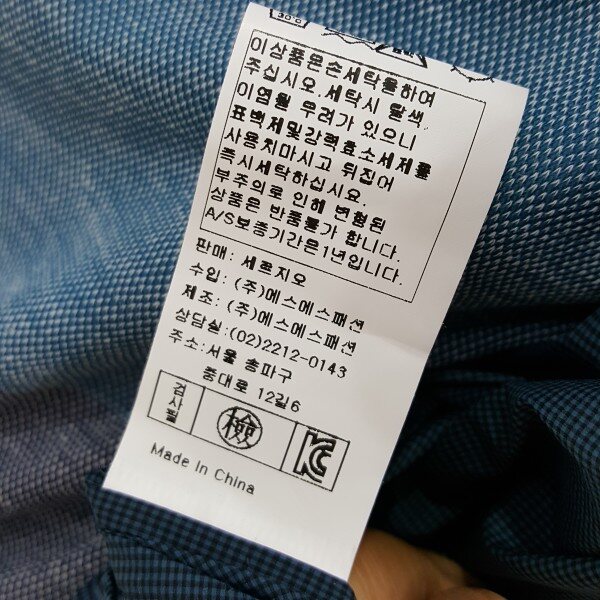 30℃
이상품은손세탁을하여
주십시오.세탁시 탈색,
이염될 우려가 있으니
표백제및강력효소세제를
사용치마시고 뒤집어
즉시세탁하십시요.
부주의로 인해 변형된
상품은 반품불가 합니다.
A/S보증기간은1년입니다.
판매: 세르지오
수입: (주)에스에스패션
제조: (주)에스에스패션
상담실:(02)2212-0143
주소:서울 송파구
중대로 12길6
검사필 檢 KC
Made in China